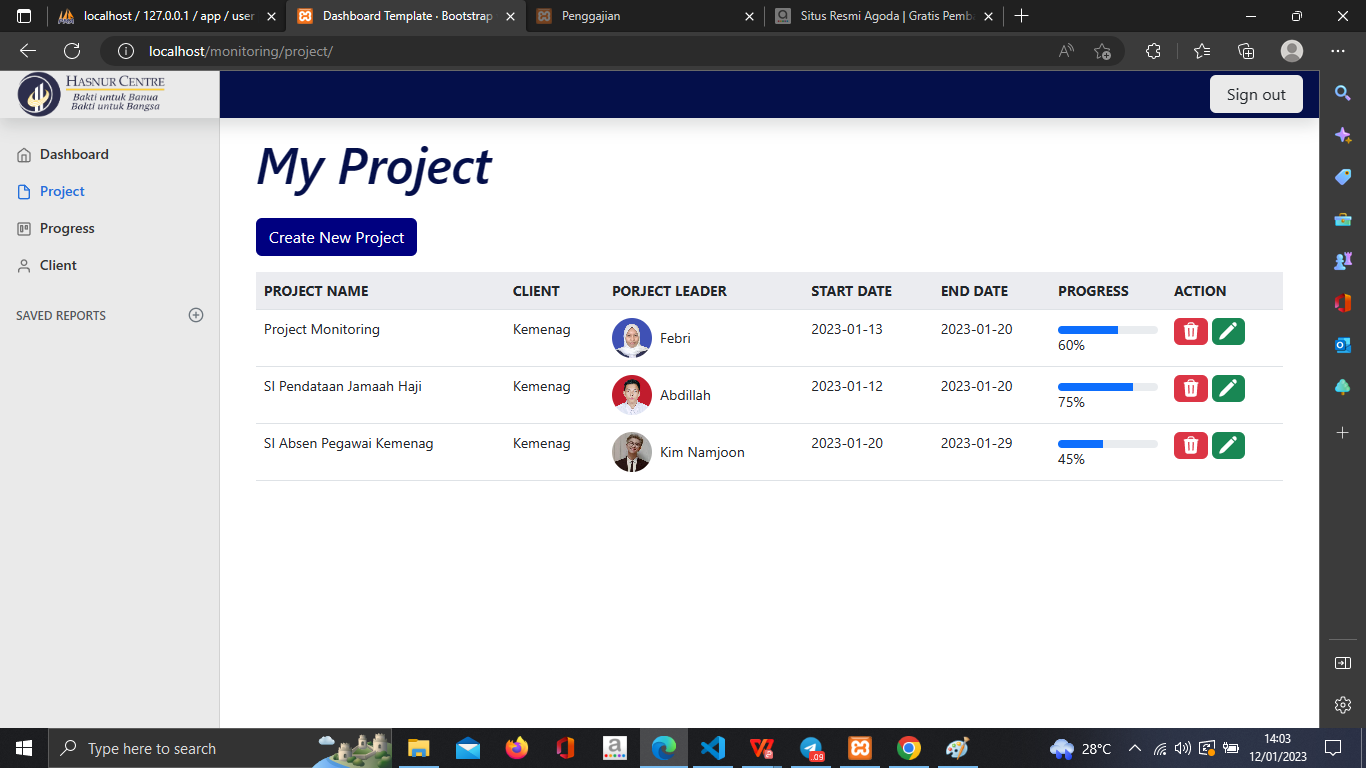 localhost / 127.0.0.1 / app / user
Dashboard Template · Bootstrap
Penggajian
Situs Resmi Agoda | Gratis Pemb
localhost/monitoring/project/
HASNUR CENTRE
Bakti untuk Banua
Bakti untuk Bangsa
Sign out
Dashboard
Project
Progress
Client
SAVED REPORTS
My Project
Create New Project
PROJECT NAME CLIENT PORJECT LEADER START DATE END DATE PROGRESS ACTION
Project Monitoring Kemenag Febri 2023-01-13 2023-01-20 60%
SI Pendataan Jamaah Haji Kemenag Abdillah 2023-01-12 2023-01-20 75%
SI Absen Pegawai Kemenag Kemenag Kim Namjoon 2023-01-20 2023-01-29 45%
Type here to search
28°C
14:03
12/01/2023